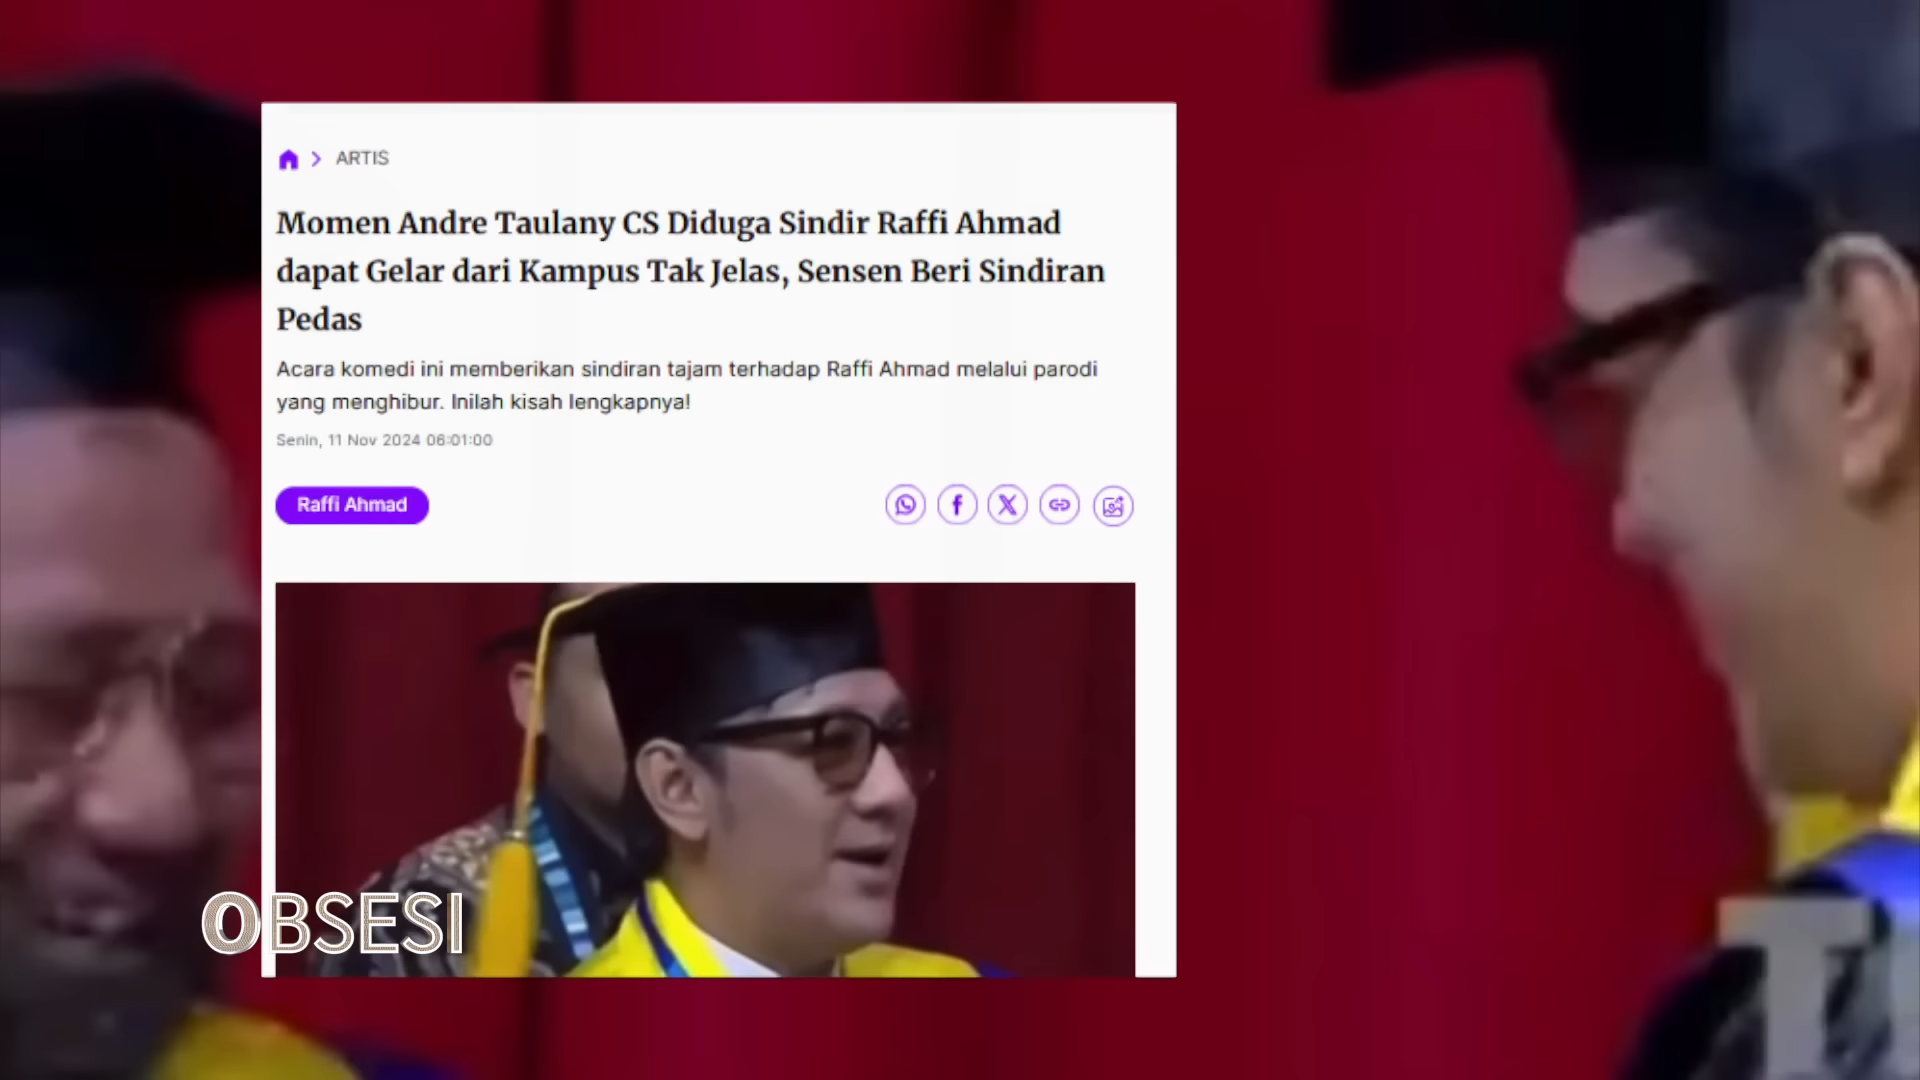 ARTIS
Momen Andre Taulany CS Diduga Sindir Raffi Ahmad
dapat Gelar dari Kampus Tak Jelas, Sensen Beri Sindiran
Pedas
Acara komedi ini memberikan sindiran tajam terhadap Raffi Ahmad melalui parodi
yang menghibur. Inilah kisah lengkapnya!
Senin, 11 Nov 2024 06:01:00
Raffi Ahmad
OBSESI